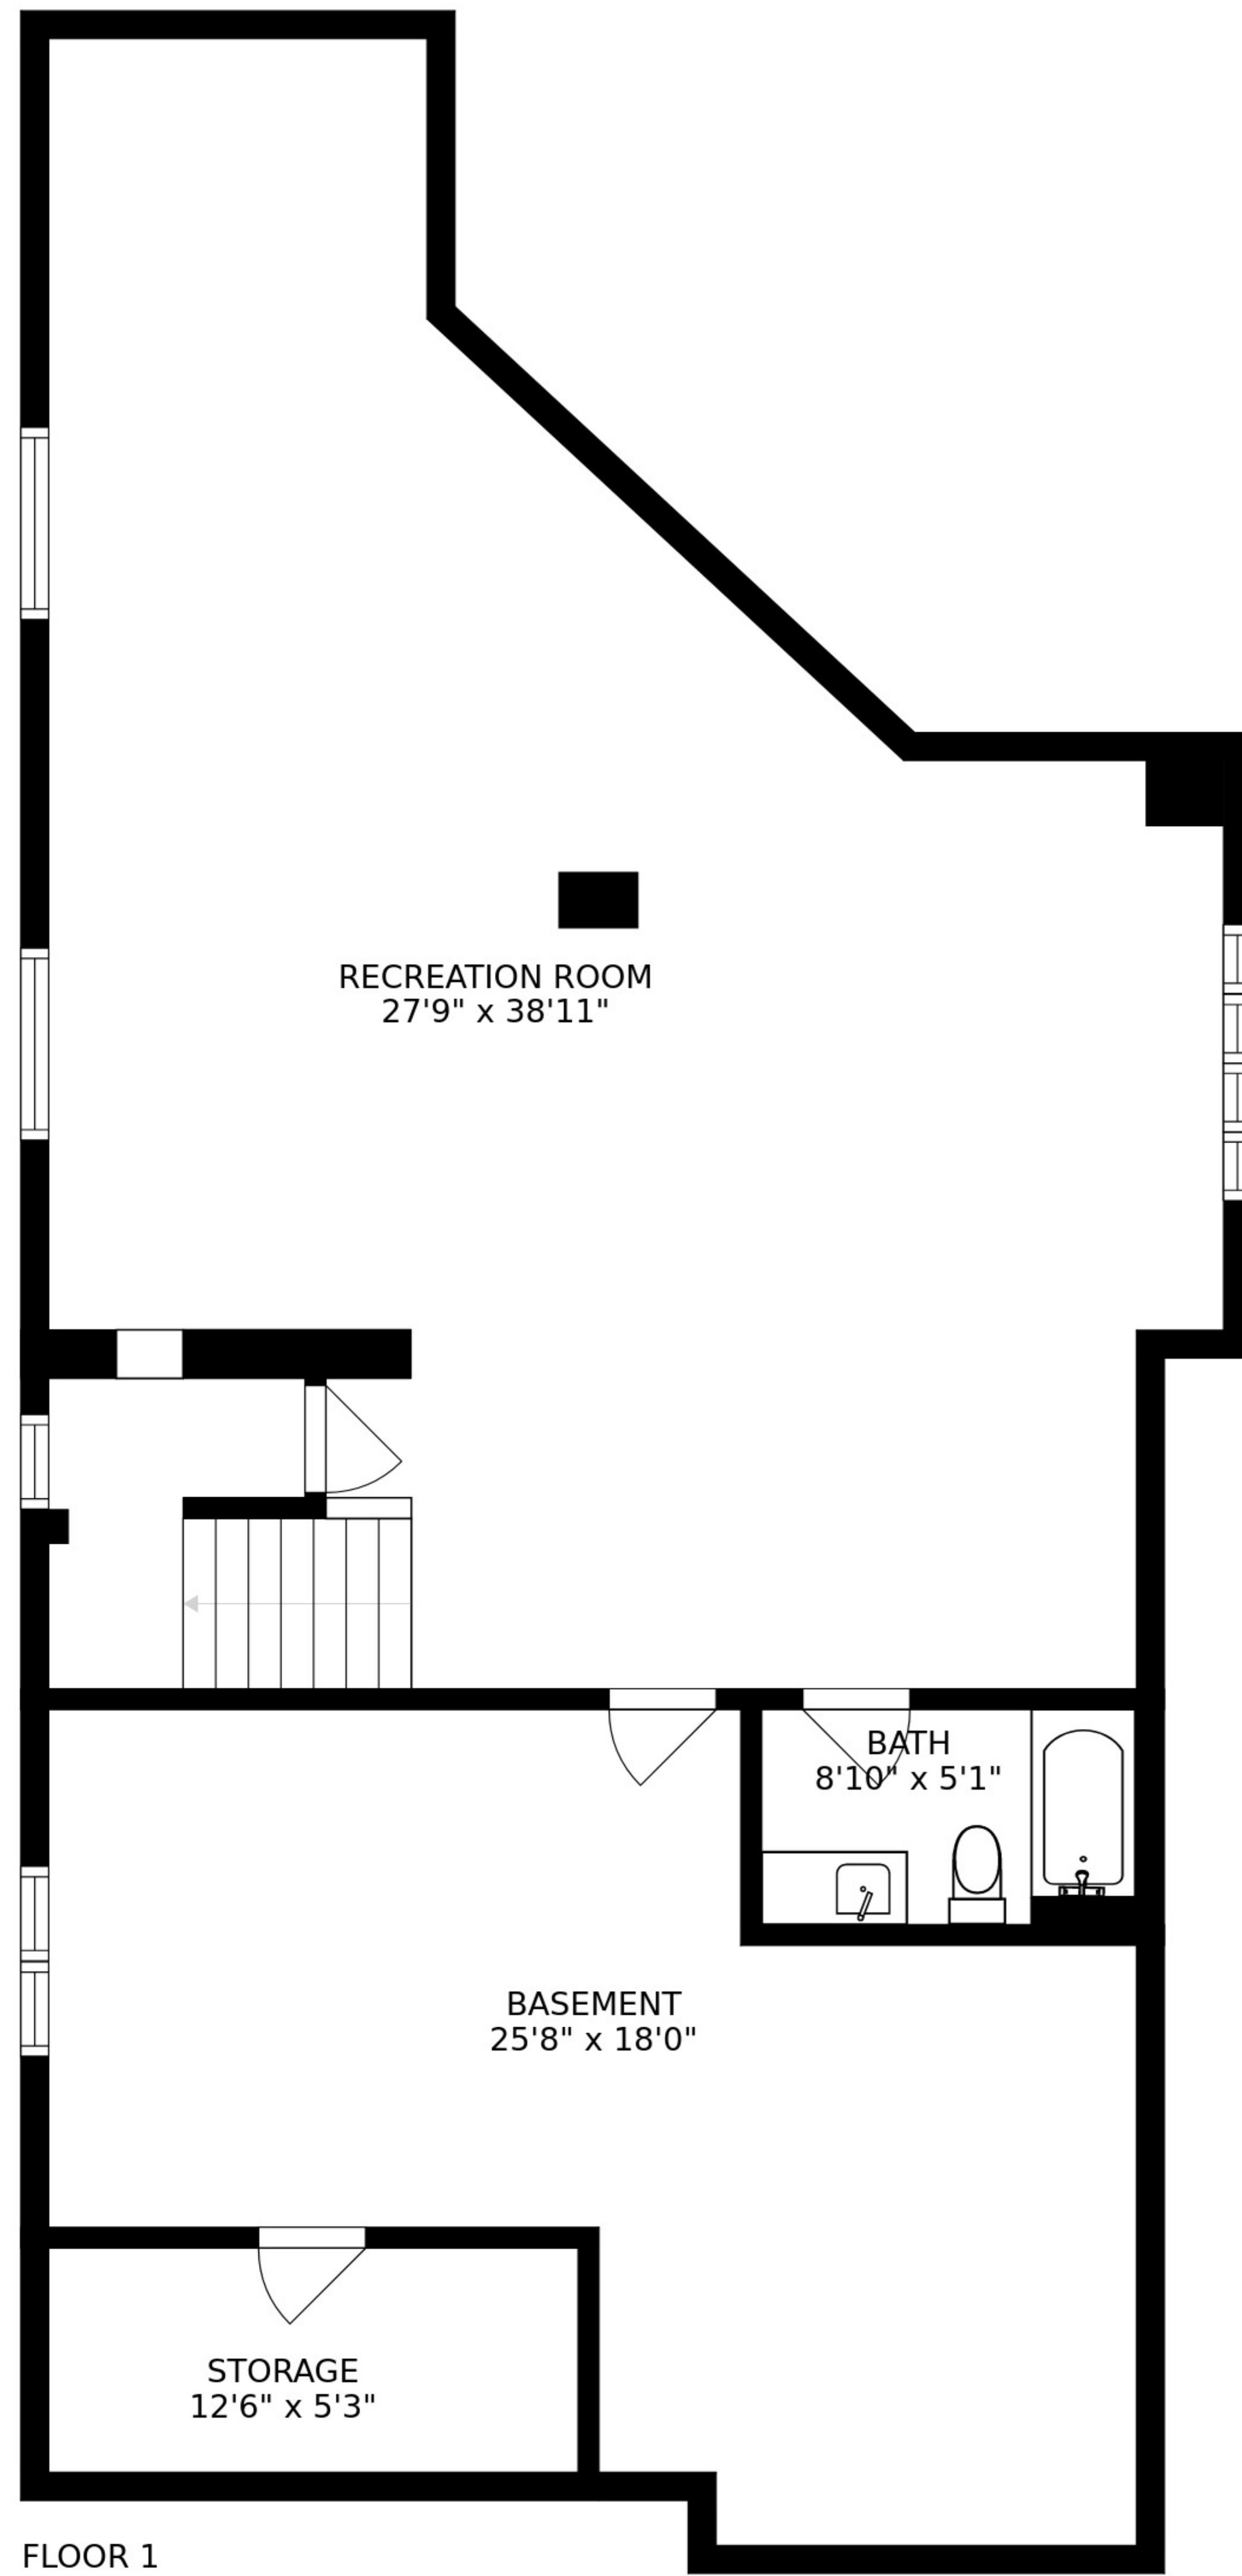 RECREATION ROOM
27'9" x 38'11"
BATH
8'10" x 5'1"
BASEMENT
25'8" x 18'0"
STORAGE
12'6" x 5'3"
FLOOR 1